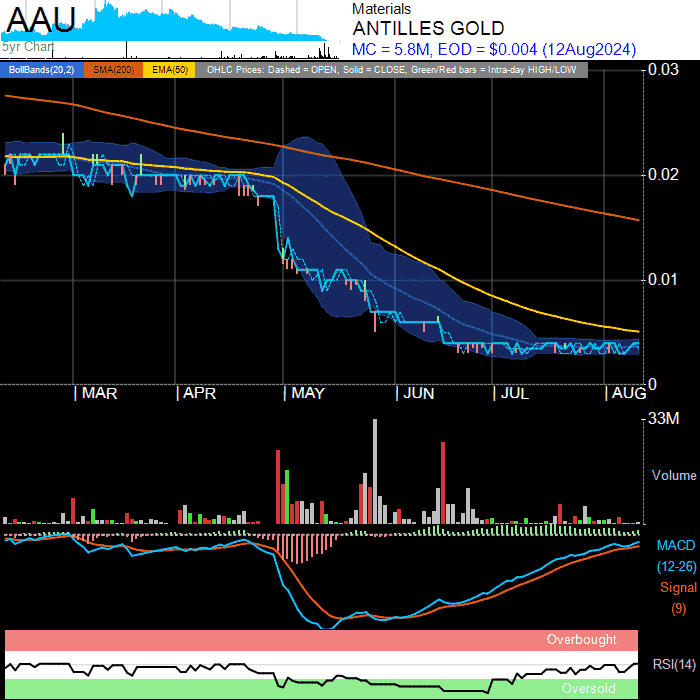 AAU
5yr Chart
Materials
ANTILLES GOLD
MC = 5.8M, EOD = $0.004 (12Aug2024)
BollBands(20,2) SMA(200) EMA(50) OHLC Prices: Dashed = OPEN, Solid = CLOSE, Green/Red bars = Intra-day HIGH/LOW
0.03
0.02
0.01
0
MAR APR MAY JUN JUL AUG
33M
Volume
MACD
(12-26)
Signal
(9)
Overbought
RSI(14)
Oversold